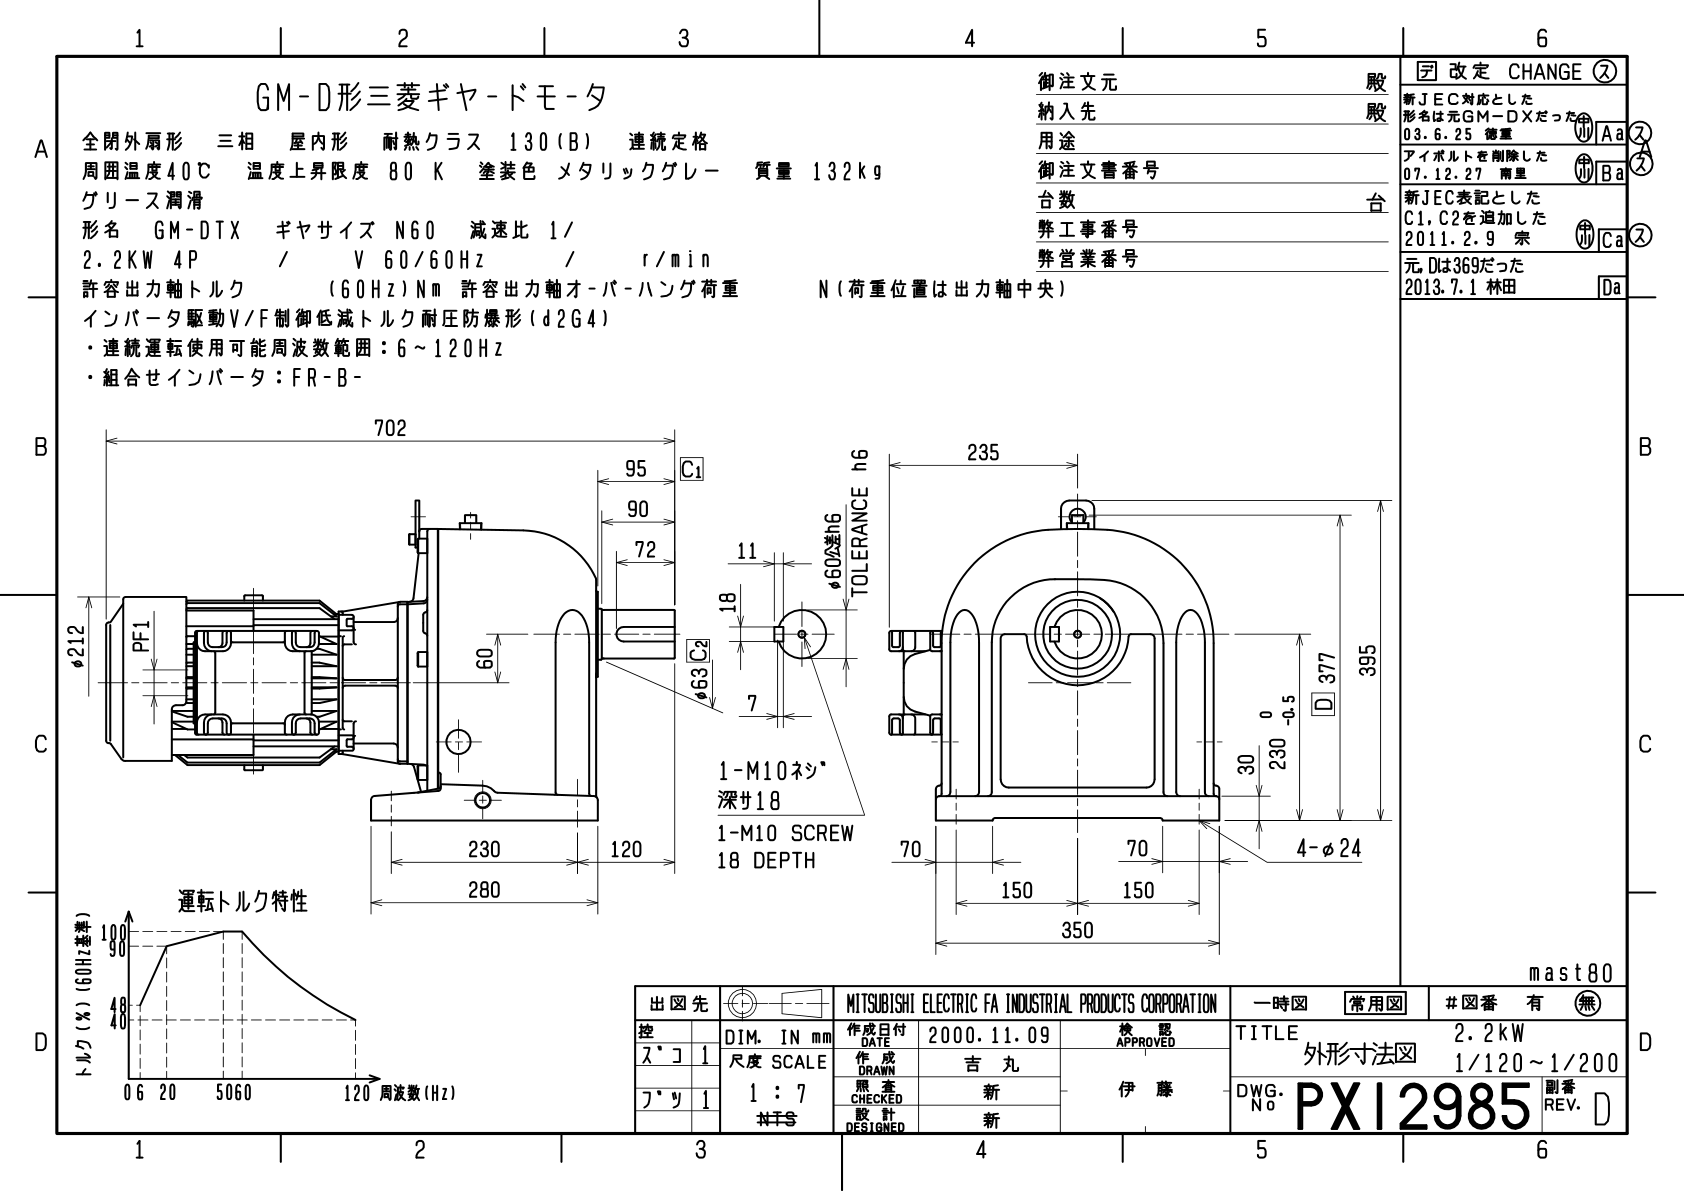 1 2 3 4 5 6
GM-D形三菱ギヤードモータ
全閉外扇形 三相 屋内形 耐熱クラス 130(B) 連続定格
周囲温度40℃ 温度上昇限度 80 K 塗装色 メタリックグレー 質量 132kg
グリース潤滑
形名 GM-DTX ギヤサイズ N60 減速比 1/
2.2KW 4P / V 60/60Hz / r/min
許容出力軸トルク (60Hz)Nm 許容出力軸オーバーハング荷重 N(荷重位置は出力軸中央)
インバータ駆動V/F制御低減トルク耐圧防爆形(d2G4)
・連続運転使用可能周波数範囲:6~120Hz
・組合せインバータ:FR-B-
御注文元 殿
納入先 殿
用途
御注文書番号
台数 台
弊工事番号
弊営業番号
デ 改定 CHANGE ス
新JEC対応とした
形名は元GM-DXだった
03.6.25 徳重 Aa ス
アイボルトを削除した
07.12.27 南里 Ba ス
新JEC表記とした
C1,C2を追加した
2011.2.9 宗 Ca ス
元,Dは369だった
2013.7.1 林田 Da
A
B
C
D
A
B
C
D
702
95 C1
90
72
φ212
PF1
60
φ63 C2
230
120
280
11
18
7
φ60公差h6
TOLERANCE h6
1-M10ネジ
深サ18
1-M10 SCREW
18 DEPTH
235
395
D 377
230 0 -0.5
30
70
70
4-φ24
150
150
350
運転トルク特性
トルク(%)(60Hz基準)
100
90
48
40
0 6 20 50 60 120 周波数(Hz)
mast80
出図先
控
ズコ 1
ブツ 1
DIM. IN mm
尺度 SCALE
1 : 7
NTS
MITSUBISHI ELECTRIC FA INDUSTRIAL PRODUCTS CORPORATION
作成日付 DATE 2000.11.09
作成 DRAWN 吉丸
照査 CHECKED 新
設計 DESIGNED 新
検認 APPROVED
伊藤
一時図 常用図 #図番 有 無
TITLE
外形寸法図
2.2kW
1/120~1/200
DWG. No PX12985
副番 REV. D
1 2 3 4 5 6